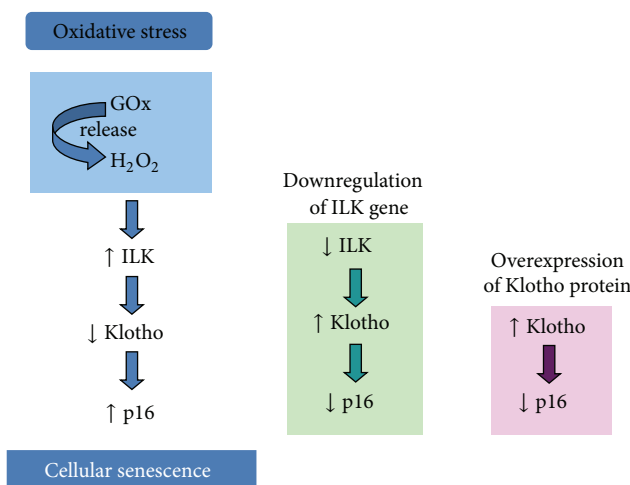 Oxidative stress
GOx
release
H₂O₂
↑ ILK
↓ Klotho
↑ p16
Cellular senescence
Downregulation
of ILK gene
↓ ILK
↑ Klotho
↓ p16
Overexpression
of Klotho protein
↑ Klotho
↓ p16